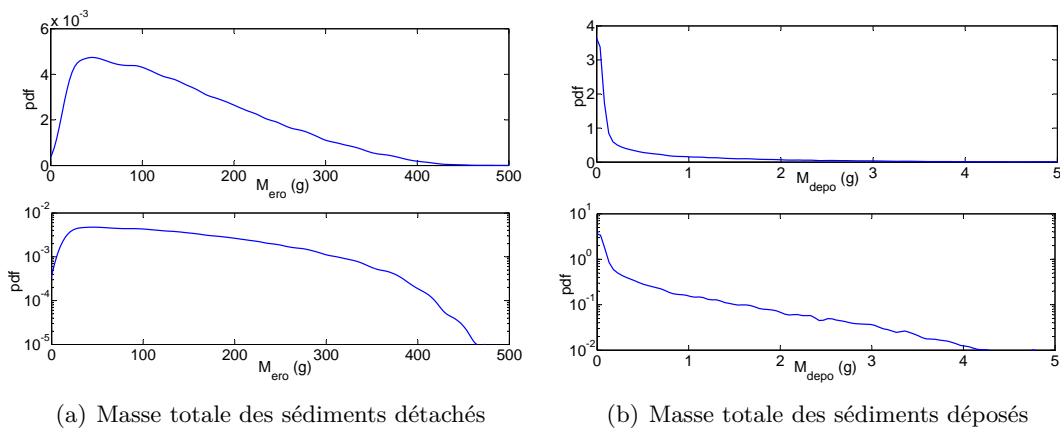 x 10^-3
6
4
2
0
pdf
0 100 200 300 400 500
M_ero (g)
10^-2
10^-3
10^-4
10^-5
pdf
0 100 200 300 400 500
M_ero (g)
(a) Masse totale des sédiments détachés
4
3
2
1
0
pdf
0 1 2 3 4 5
M_depo (g)
10^1
10^0
10^-1
10^-2
pdf
0 1 2 3 4 5
M_depo (g)
(b) Masse totale des sédiments déposés